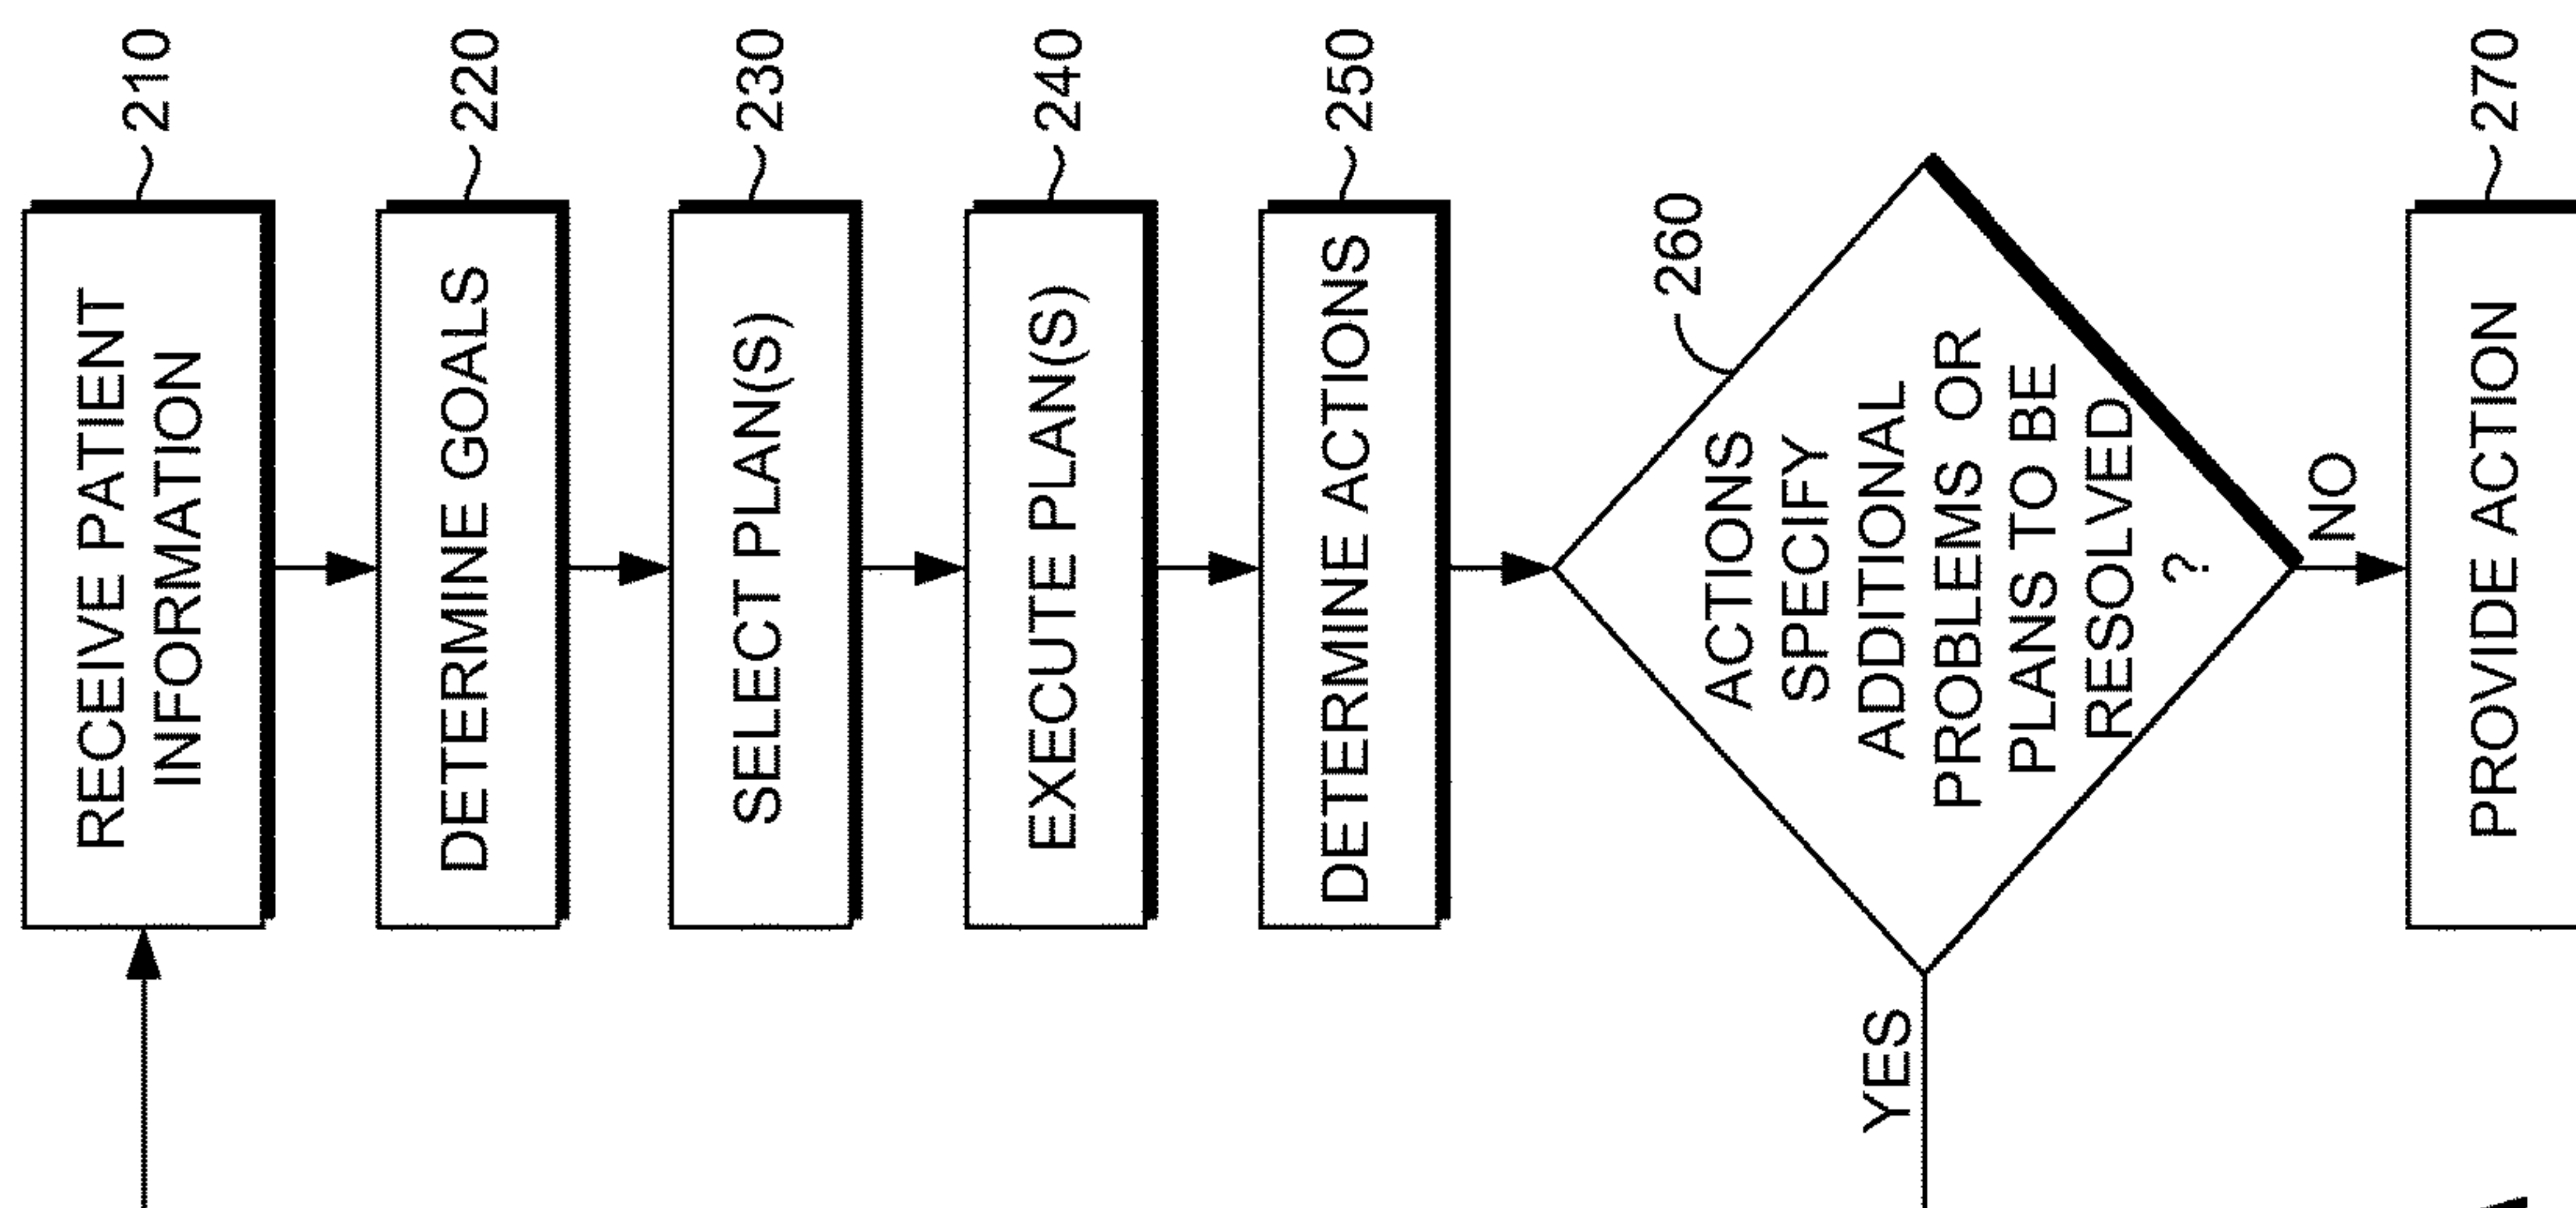 RECEIVE PATIENT
INFORMATION
210
DETERMINE GOALS
220
SELECT PLAN(S)
230
EXECUTE PLAN(S)
240
DETERMINE ACTIONS
250
260
ACTIONS
SPECIFY
ADDITIONAL
PROBLEMS OR
PLANS TO BE
RESOLVED
?
YES
NO
PROVIDE ACTION
270